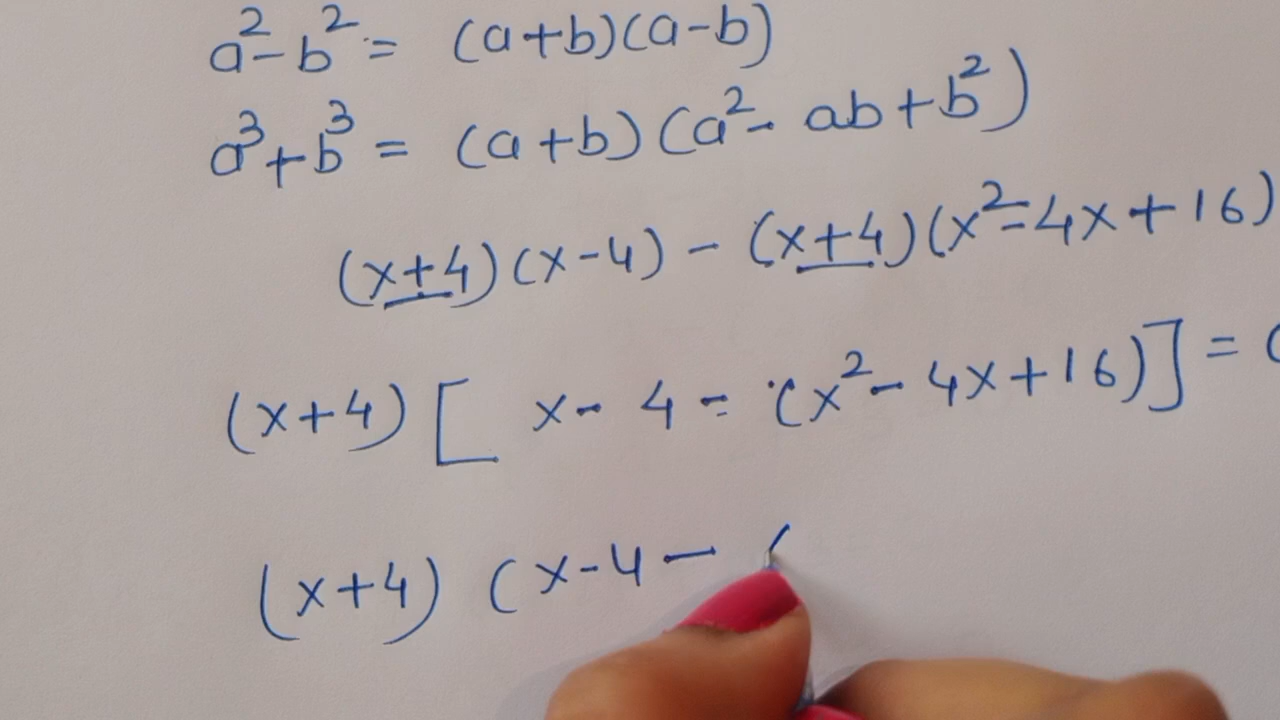 a²-b² = (a+b)(a-b)
a³+b³ = (a+b)(a²- ab+b²)
(x+4)(x-4) - (x+4)(x²-4x+16)
(x+4)[ x- 4 - (x²- 4x+16)] =
(x+4) (x-4 -